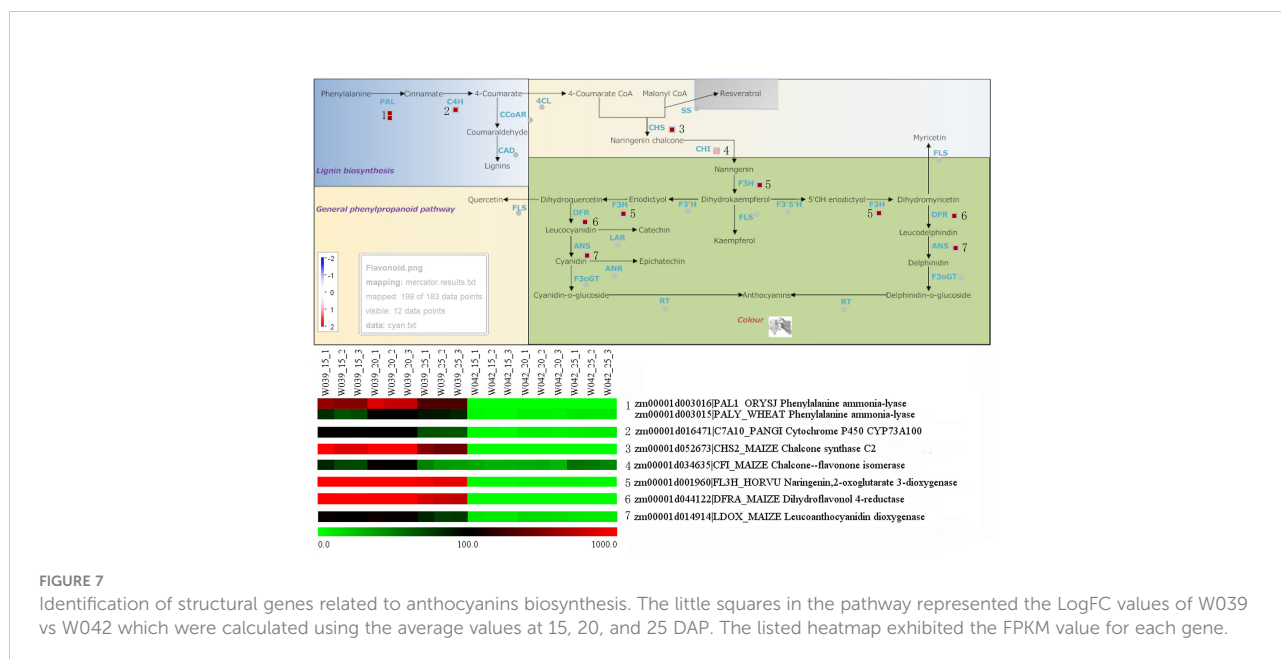 Phenylalanine
Cinnamate
4-Coumarate
4-Coumarate CoA
Malonyl CoA
Resveratrol
PAL
C4H
4CL
SS
1
2
CCoAR
CHS
3
Coumaraldehyde
Naringenin chalcone
Myricetin
CAD
CHI
4
FLS
Lignins
Lignin biosynthesis
Naringenin
F3H
5
Quercetin
Dihydroquercetin
Eriodictyol
Dihydrokaempferol
5'OH eriodictyol
Dihydromyricetin
General phenylpropanoid pathway
FLS
DFR
6
F3H
5
F3'H
FLS
F3'5'H
F3H
5
DFR
6
Leucocyanidin
Catechin
Kaempferol
Leucodelphindin
LAR
ANS
7
ANS
7
Cyanidin
Epichatechin
Delphinidin
ANR
F3oGT
F3oGT
Cyanidin-o-glucoside
Anthocyanins
Delphinidin-o-glucoside
RT
RT
Colour
-2
-1
0
1
2
Flavonoid.png
mapping: mercator results.txt
mapped: 199 of 183 data points
visible: 12 data points
data: cyan.txt
W039_15_1
W039_15_2
W039_15_3
W039_20_1
W039_20_2
W039_20_3
W039_25_1
W039_25_2
W039_25_3
W042_15_1
W042_15_2
W042_15_3
W042_20_1
W042_20_2
W042_20_3
W042_25_1
W042_25_2
W042_25_3
1 zm00001d003016|PAL1_ORYSJ Phenylalanine ammonia-lyase
zm00001d003015|PALY_WHEAT Phenylalanine ammonia-lyase
2 zm00001d016471|C7A10_PANGI Cytochrome P450 CYP73A100
3 zm00001d052673|CHS2_MAIZE Chalcone synthase C2
4 zm00001d034635|CFI_MAIZE Chalcone--flavonone isomerase
5 zm00001d001960|FL3H_HORVU Naringenin,2-oxoglutarate 3-dioxygenase
6 zm00001d044122|DFRA_MAIZE Dihydroflavonol 4-reductase
7 zm00001d014914|LDOX_MAIZE Leucoanthocyanidin dioxygenase
0.0 100.0 1000.0
FIGURE 7
Identification of structural genes related to anthocyanins biosynthesis. The little squares in the pathway represented the LogFC values of W039
vs W042 which were calculated using the average values at 15, 20, and 25 DAP. The listed heatmap exhibited the FPKM value for each gene.